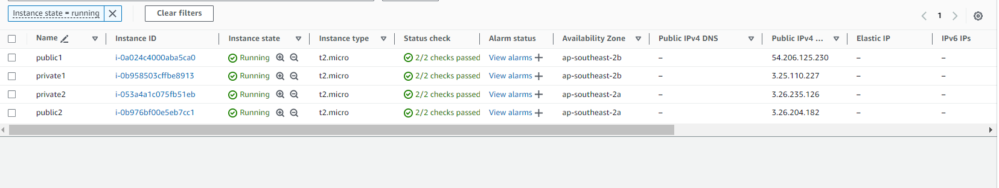 Instance state = running Clear filters
1
Name Instance ID Instance state Instance type Status check Alarm status Availability Zone Public IPv4 DNS Public IPv4 ... Elastic IP IPv6 IPs
public1 i-0a024c4000aba5ca0 Running t2.micro 2/2 checks passed View alarms + ap-southeast-2b – 54.206.125.230 – –
private1 i-0b958503cffbe8913 Running t2.micro 2/2 checks passed View alarms + ap-southeast-2b – 3.25.110.227 – –
private2 i-053a4a1c075fb51eb Running t2.micro 2/2 checks passed View alarms + ap-southeast-2a – 3.26.235.126 – –
public2 i-0b976bf00e5eb7cc1 Running t2.micro 2/2 checks passed View alarms + ap-southeast-2a – 3.26.204.182 – –